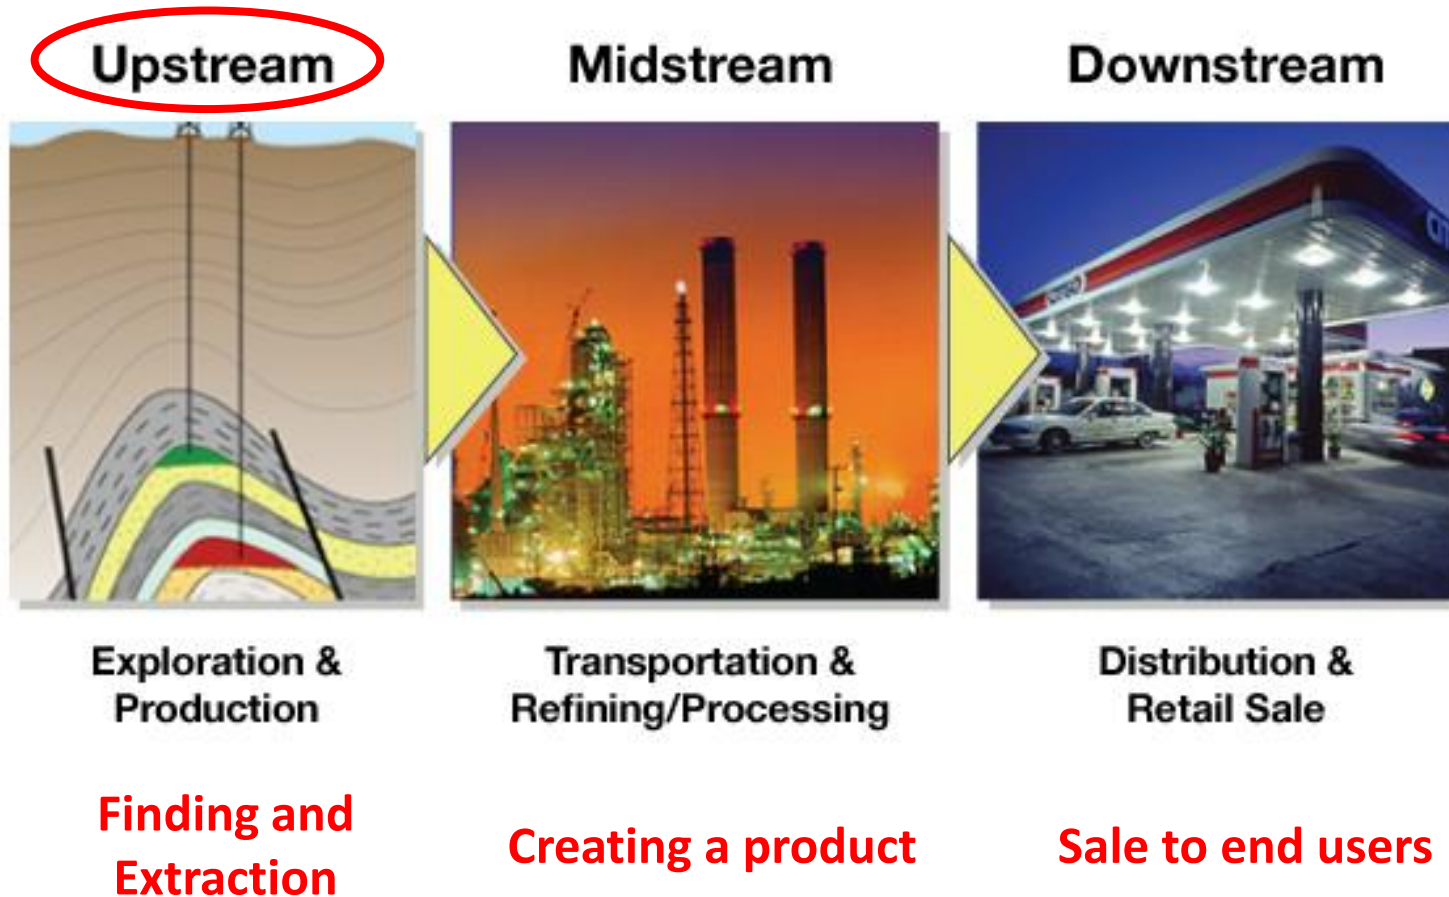 Upstream
Midstream
Downstream
Exploration &
Production
Transportation &
Refining/Processing
Distribution &
Retail Sale
Finding and
Extraction
Creating a product
Sale to end users